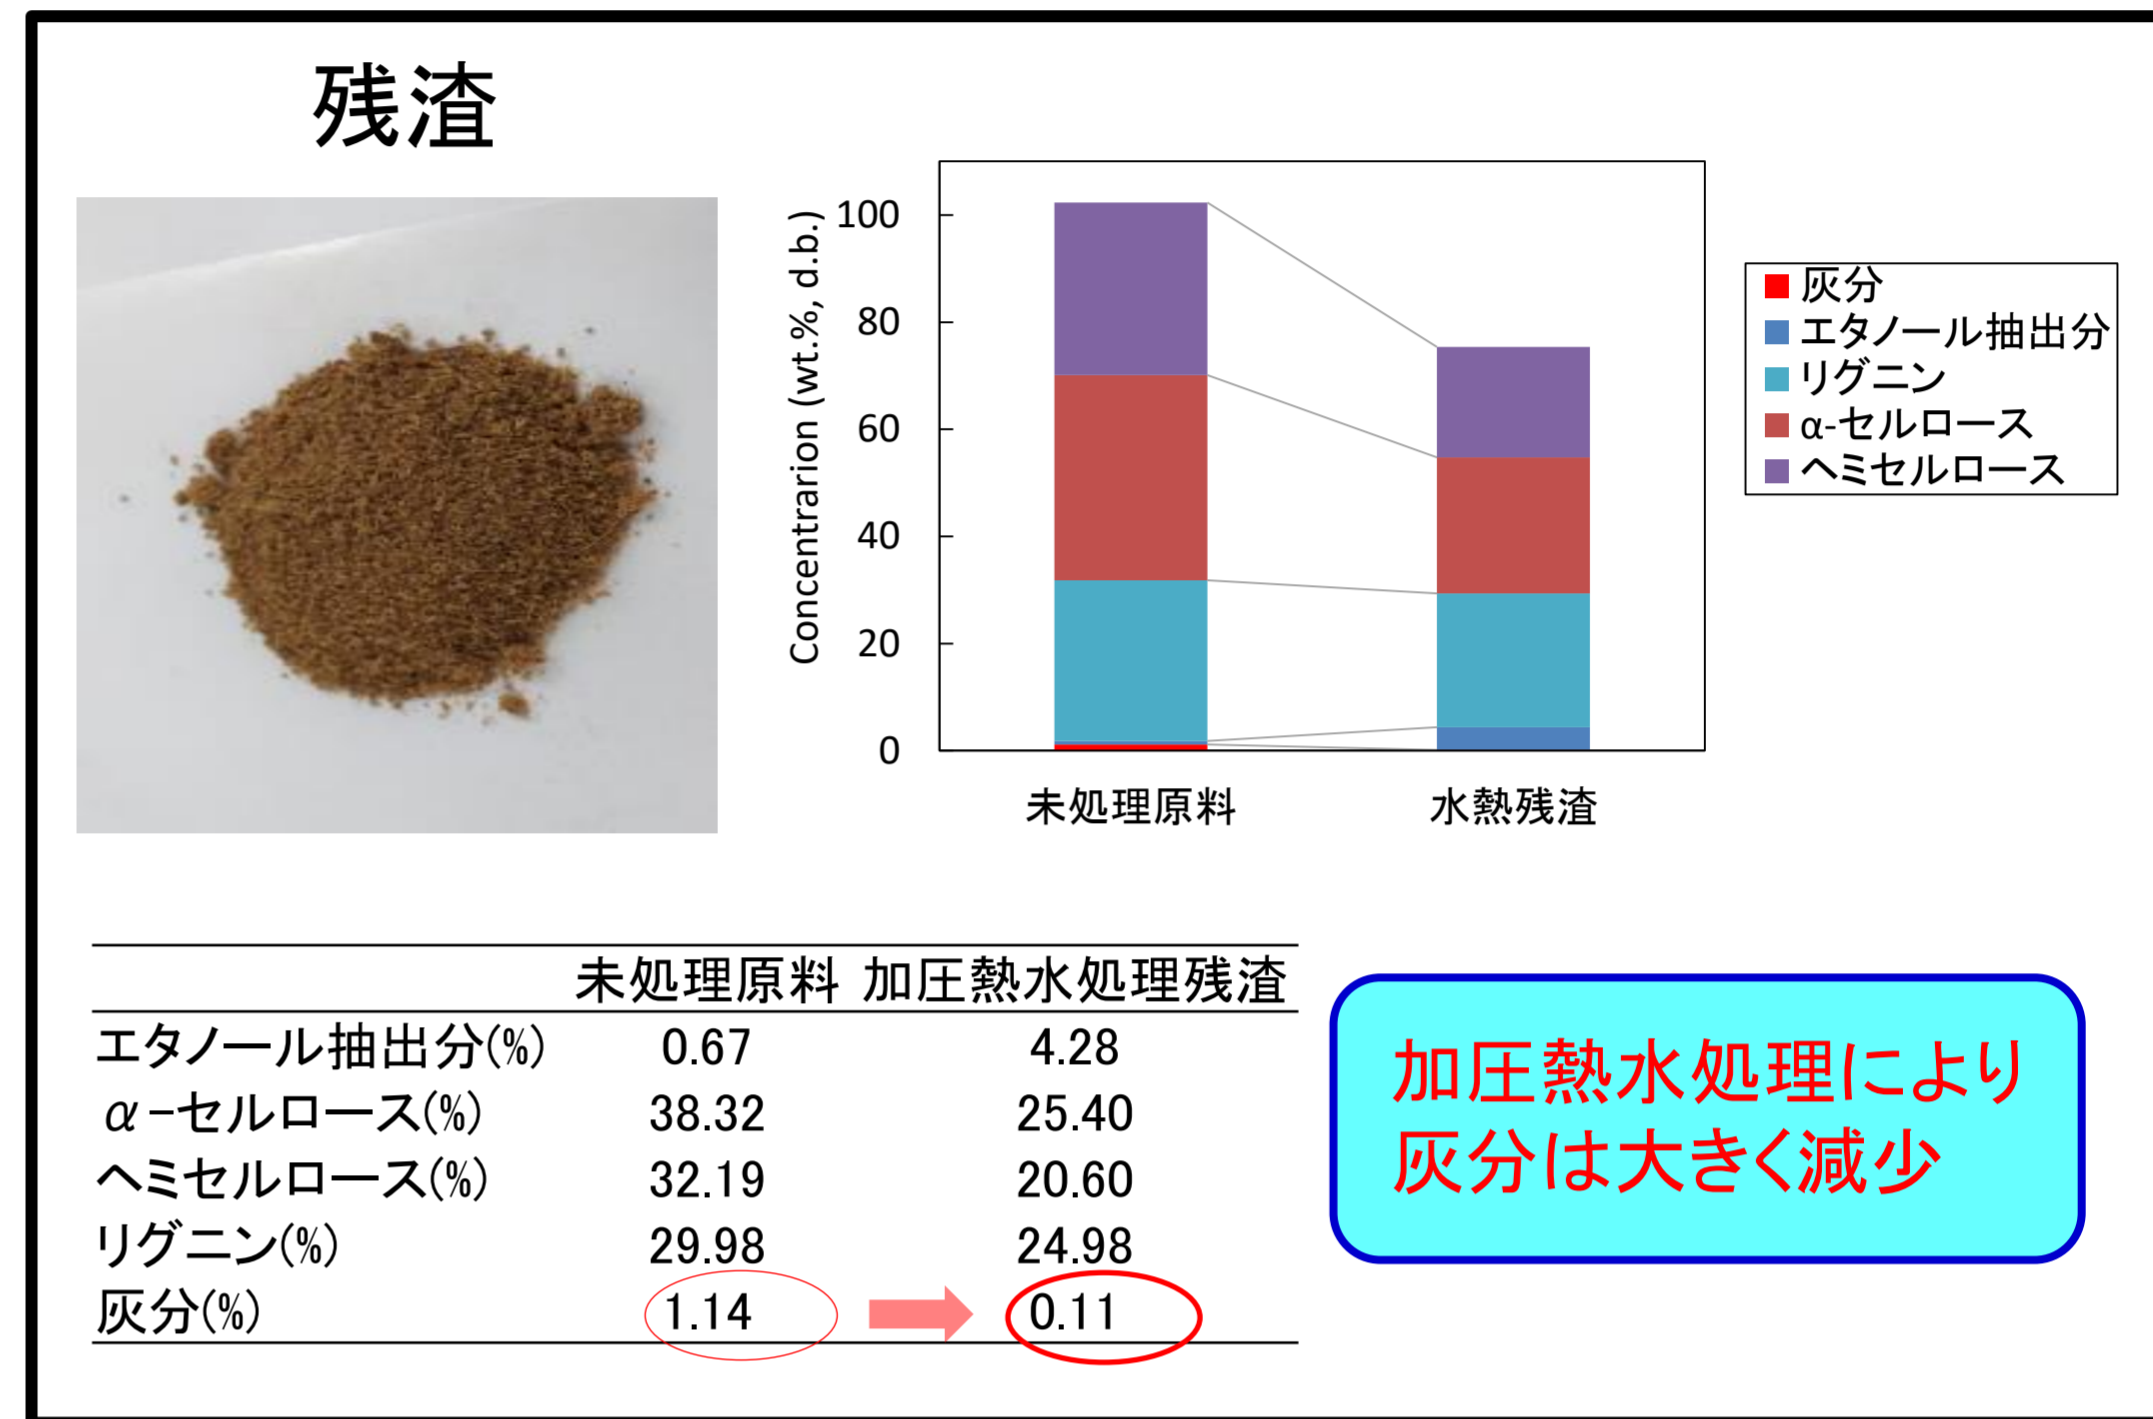 残渣
Concentrarion (wt.%, d.b.)
100
80
60
40
20
0
未処理原料 水熱残渣
灰分
エタノール抽出分
リグニン
α-セルロース
ヘミセルロース
未処理原料 加圧熱水処理残渣
エタノール抽出分(%) 0.67 4.28
α-セルロース(%) 38.32 25.40
ヘミセルロース(%) 32.19 20.60
リグニン(%) 29.98 24.98
灰分(%) 1.14 0.11
加圧熱水処理により
灰分は大きく減少